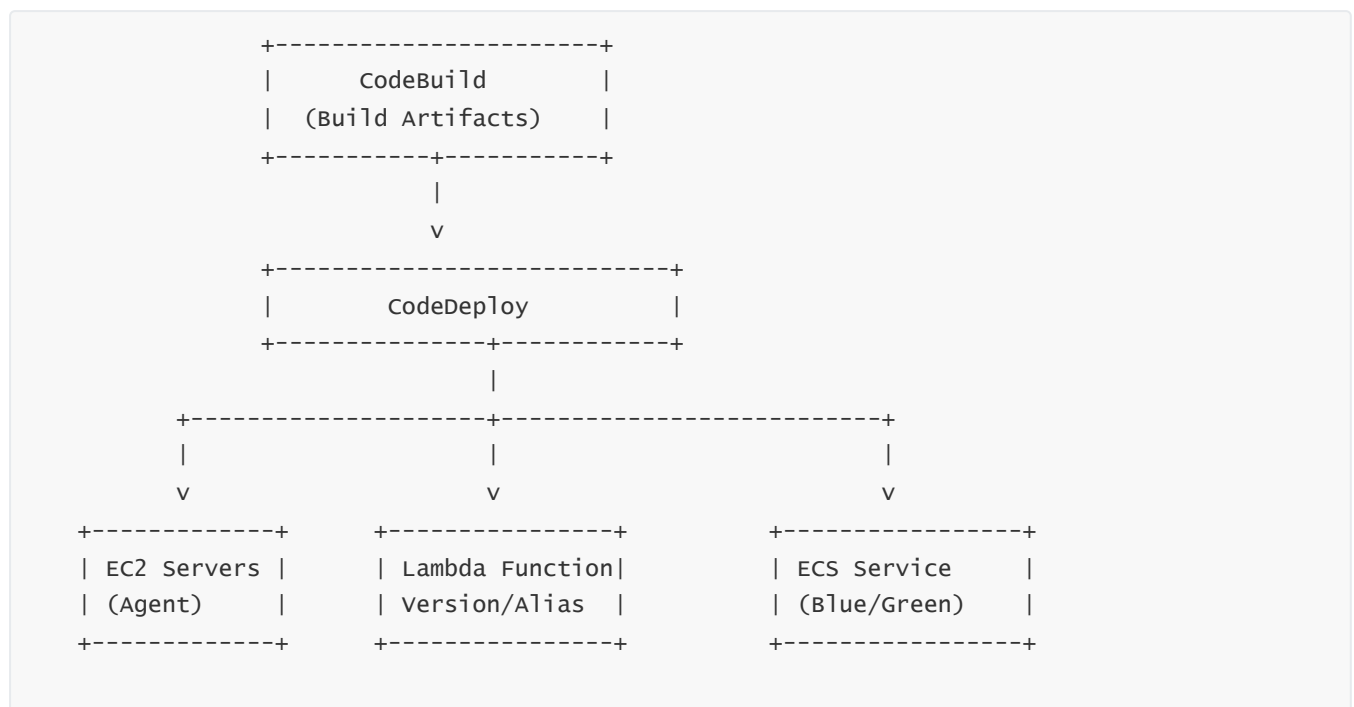 +-----------------------+
|      CodeBuild        |
|  (Build Artifacts)    |
+-----------+-----------+
|
v
+----------------------------+
|        CodeDeploy          |
+---------------+------------+
|
+---------------------+---------------------------+
|                     |                           |
v                     v                           v
+-------------+      +----------------+          +-----------------+
| EC2 Servers |      | Lambda Function|          | ECS Service     |
| (Agent)     |      | Version/Alias  |          | (Blue/Green)    |
+-------------+      +----------------+          +-----------------+